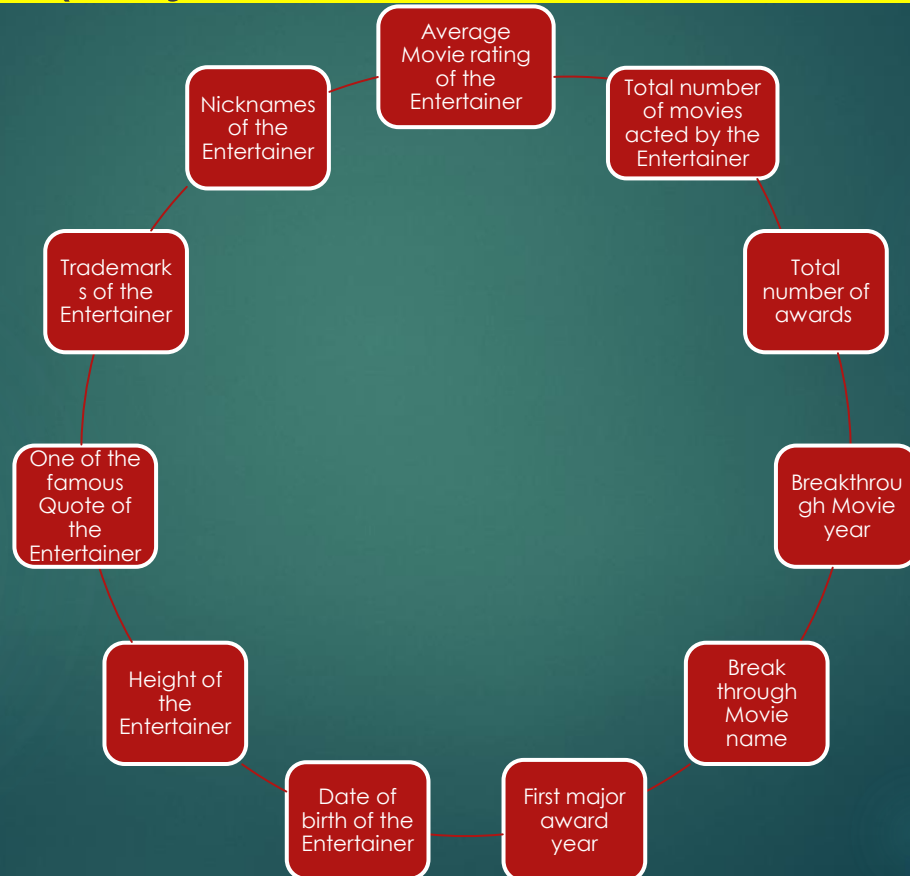 Average
Movie rating
of the
Entertainer
Total number
of movies
acted by the
Entertainer
Total
number of
awards
Breakthrou
gh Movie
year
Break
through
Movie
name
First major
award
year
Date of
birth of the
Entertainer
Height of
the
Entertainer
One of the
famous
Quote of
the
Entertainer
Trademark
s of the
Entertainer
Nicknames
of the
Entertainer